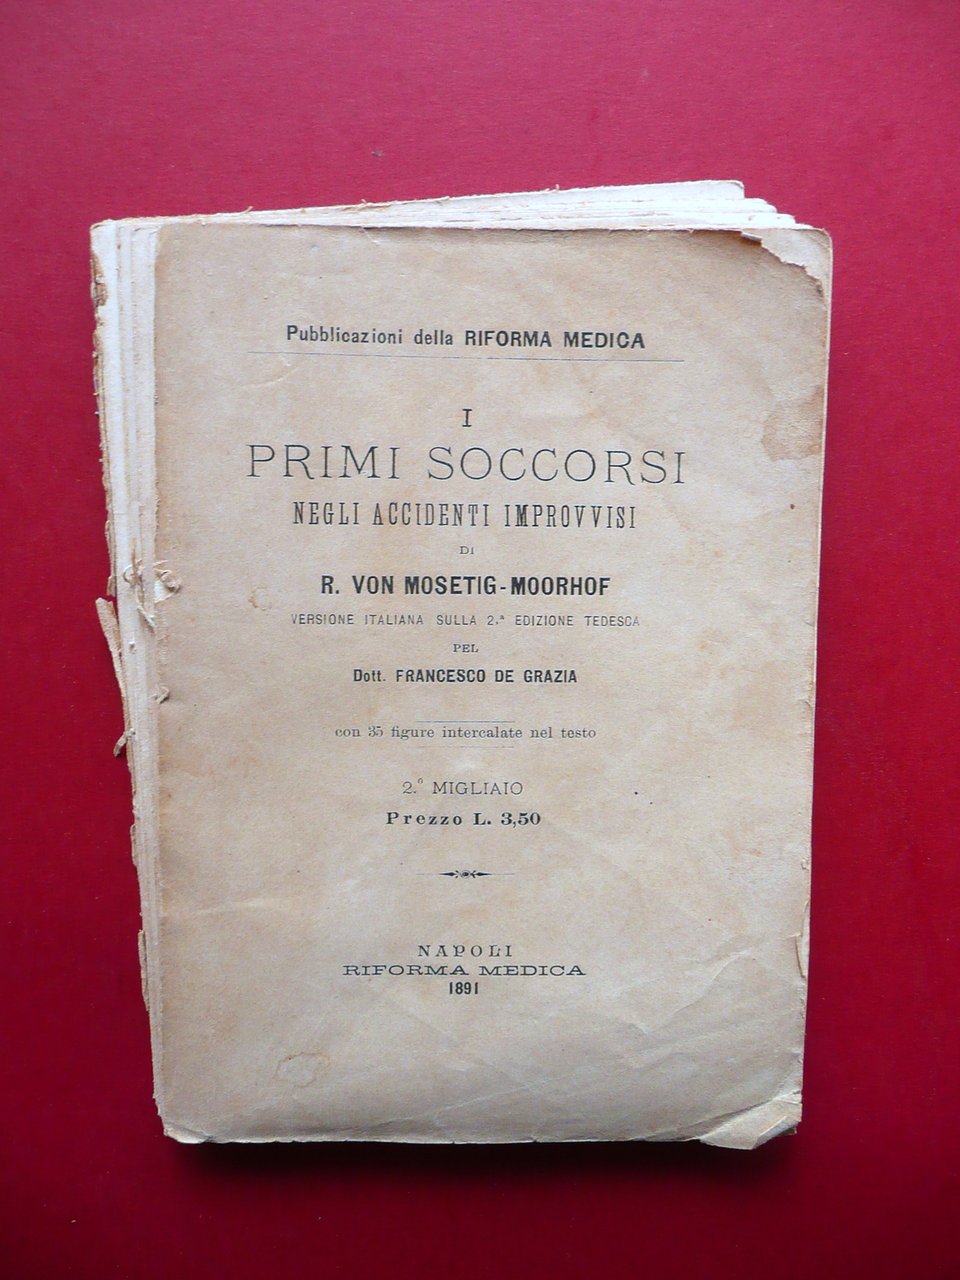 Pubblicazioni della RIFORMA MEDICA
I
PRIMI SOCCORSI
NEGLI ACCIDENTI IMPROVVISI
DI
R. VON MOSETIG-MOORHOF
VERSIONE ITALIANA SULLA 2.ª EDIZIONE TEDESCA
PEL
Dott. FRANCESCO DE GRAZIA
con 35 figure intercalate nel testo
2.º MIGLIAIO
Prezzo L. 3,50
NAPOLI
RIFORMA MEDICA
1891